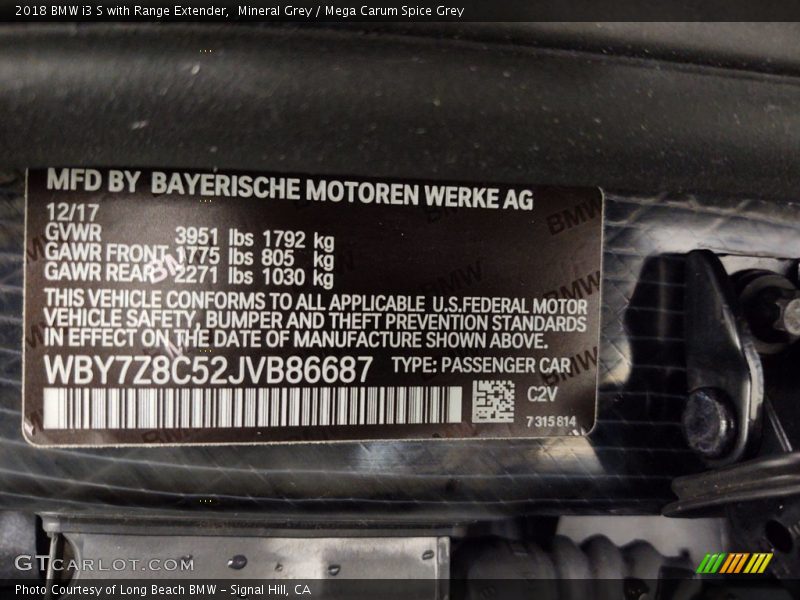 2018 BMW i3 S with Range Extender, Mineral Grey / Mega Carum Spice Grey
MFD BY BAYERISCHE MOTOREN WERKE AG
12/17
GVWR 3951 lbs 1792 kg
GAWR FRONT 1775 lbs 805 kg
GAWR REAR 2271 lbs 1030 kg
THIS VEHICLE CONFORMS TO ALL APPLICABLE U.S.FEDERAL MOTOR
VEHICLE SAFETY, BUMPER AND THEFT PREVENTION STANDARDS
IN EFFECT ON THE DATE OF MANUFACTURE SHOWN ABOVE.
WBY7Z8C52JVB86687 TYPE: PASSENGER CAR
C2V
7 315 814
GTCARLOT.COM
Photo Courtesy of Long Beach BMW - Signal Hill, CA